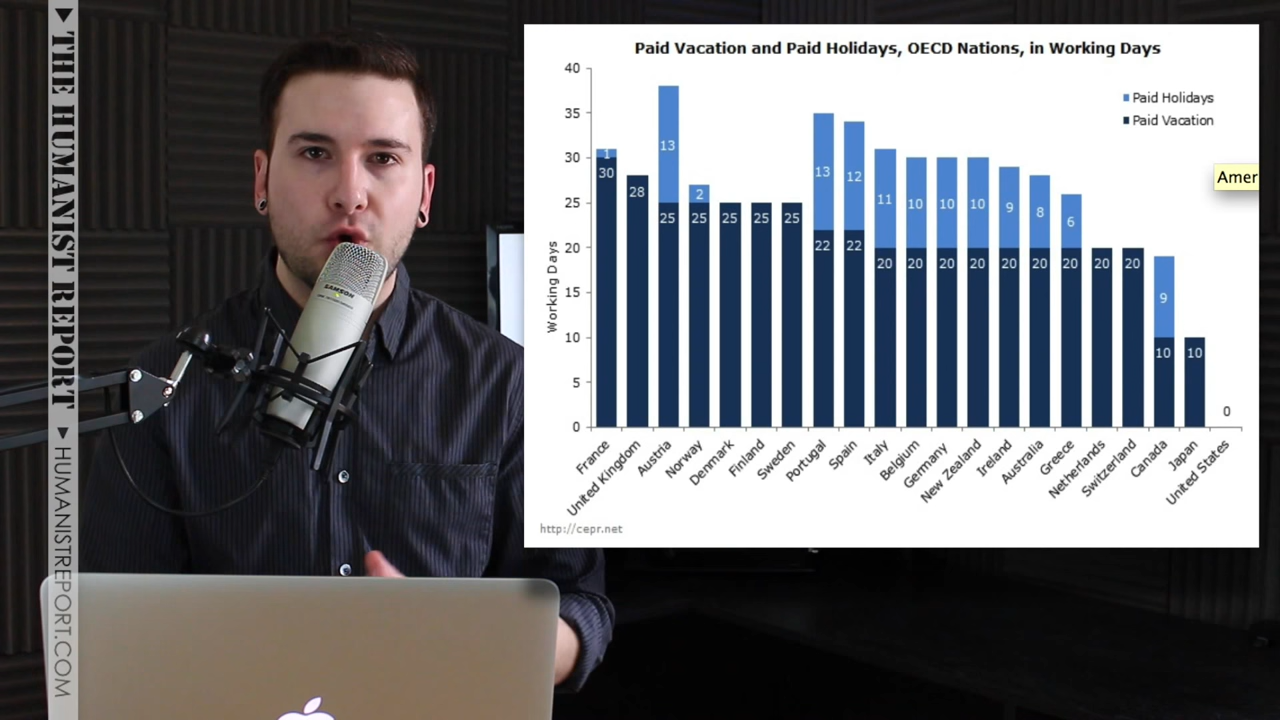 THE HUMANIST REPORT
HUMANISTREPORT.COM
SAMSON
Paid Vacation and Paid Holidays, OECD Nations, in Working Days
Paid Holidays
Paid Vacation
Amer
Working Days
40
35
30
25
20
15
10
5
0
1
30
28
13
25
2
25
25
25
25
13
22
12
22
11
20
10
20
10
20
10
20
9
20
8
20
6
20
20
20
9
10
10
0
France
United Kingdom
Austria
Norway
Denmark
Finland
Sweden
Portugal
Spain
Italy
Belgium
Germany
New Zealand
Ireland
Australia
Greece
Netherlands
Switzerland
Canada
Japan
United States
http://cepr.net